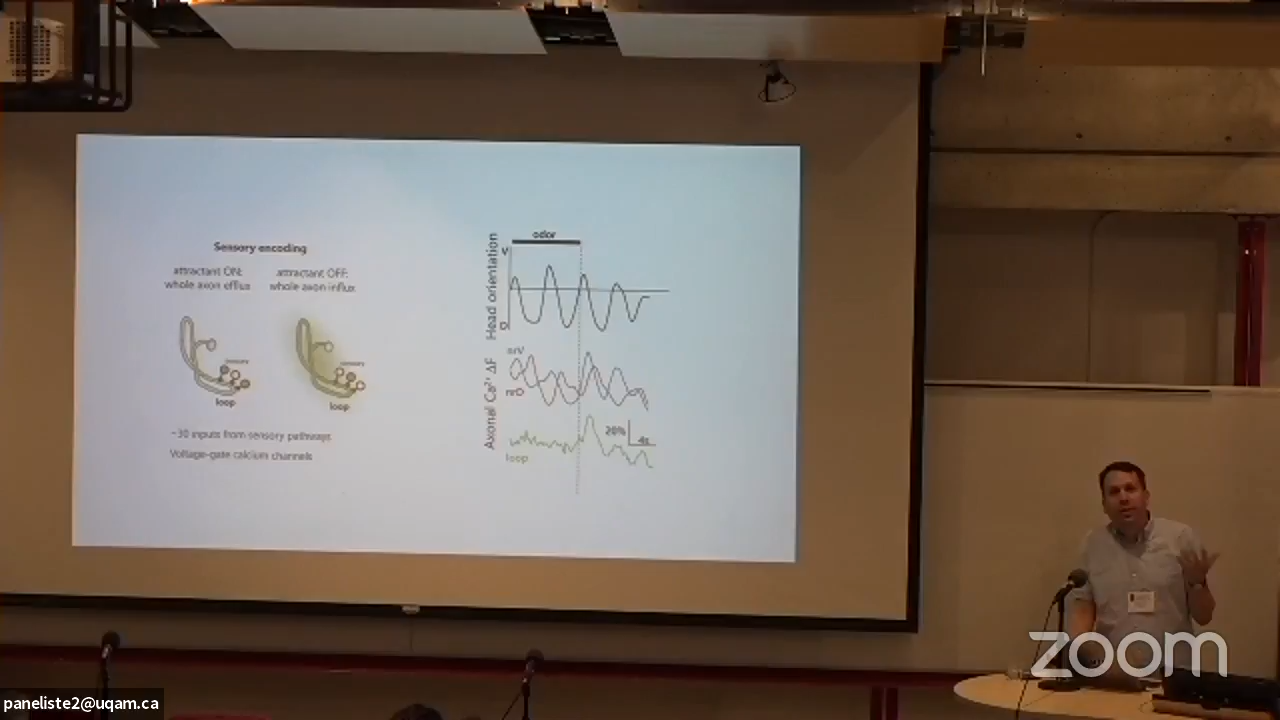 Sensory encoding
attractant ON:
whole axon efflux
attractant OFF:
whole axon influx
sensory
loop
sensory
loop
~30 inputs from sensory pathways
Voltage-gate calcium channels
odor
Head orientation
V
D
Axonal Ca²⁺ ΔF
nrV
nrD
loop
20%
4s
zoom
paneliste2@uqam.ca